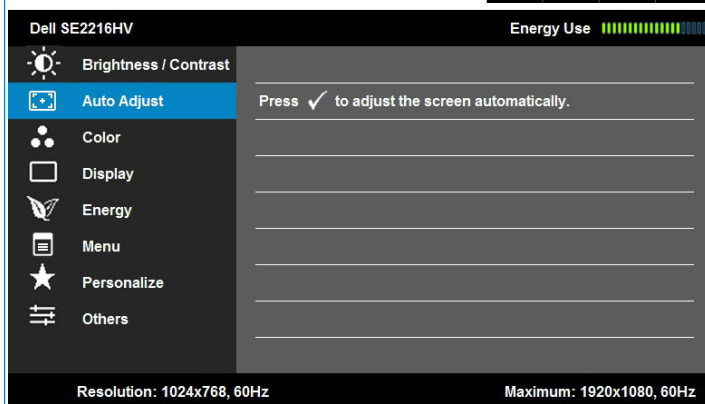 Dell SE2216HV Energy Use
Brightness / Contrast
Auto Adjust Press ✓ to adjust the screen automatically.
Color
Display
Energy
Menu
Personalize
Others
Resolution: 1024x768, 60Hz Maximum: 1920x1080, 60Hz